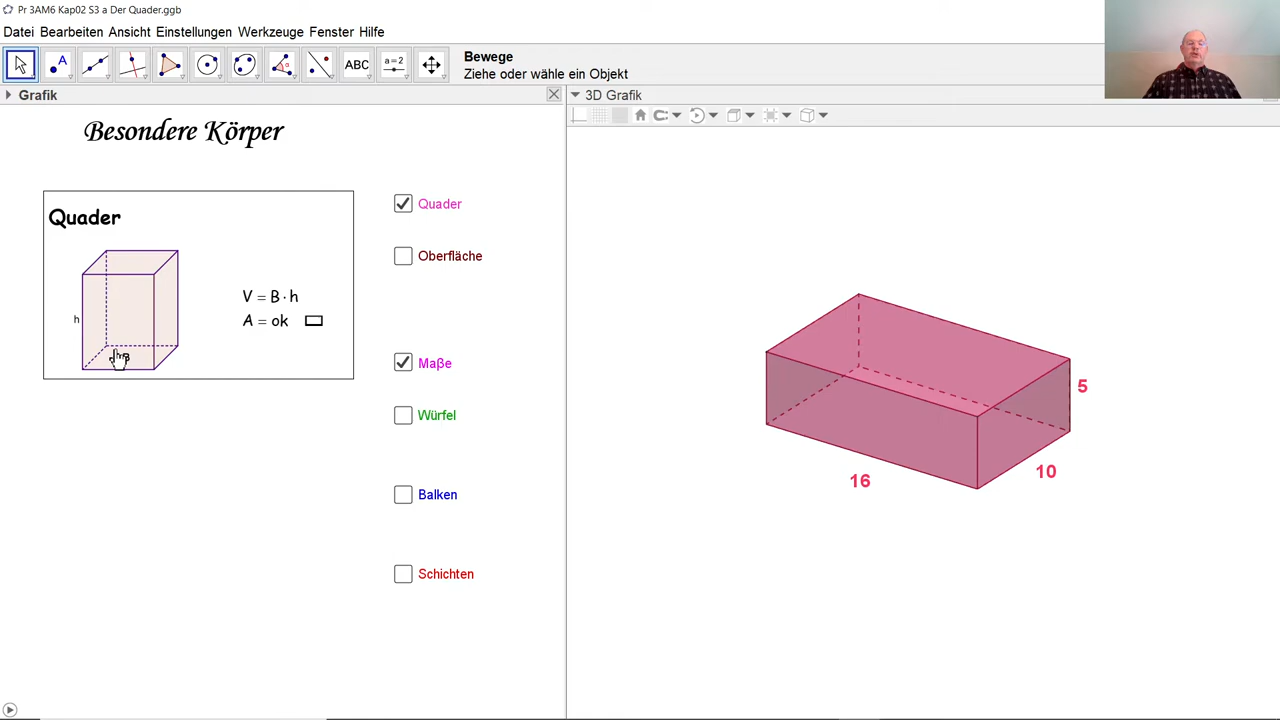 Pr 3AM6 Kap02 S3 a Der Quader.ggb
Datei Bearbeiten Ansicht Einstellungen Werkzeuge Fenster Hilfe
A
ABC
a=2
Bewege
Ziehe oder wähle ein Objekt
Grafik
3D Grafik
Besondere Körper
Quader
h
B
V = B · h
A = ok
Quader
Oberfläche
Maße
Würfel
Balken
Schichten
5
10
16